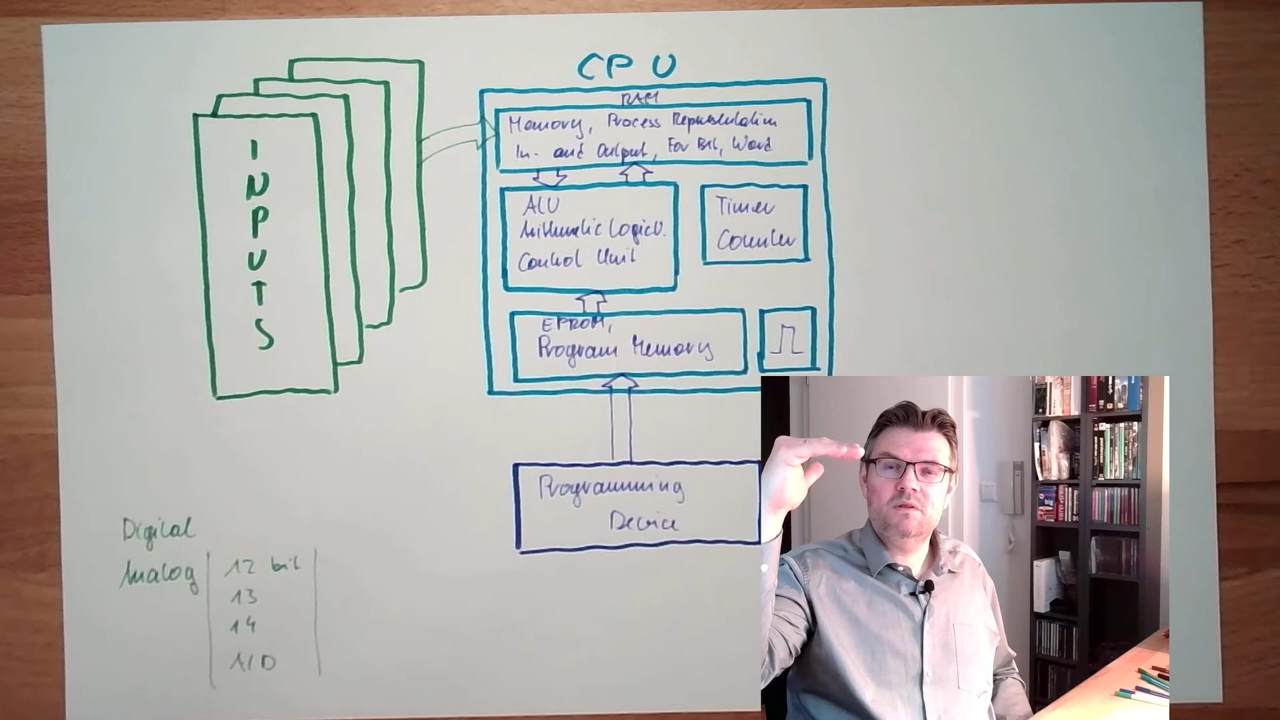 CPU
INPUTS
RAM
Memory, Process Representation
In- and Output, For Bit, Word
ALU
Arithmetic Logic U.
Control Unit
Timer
Counter
EPROM,
Program Memory
Programming
Device
Digital
Analog
12 bit
13
14
A/D